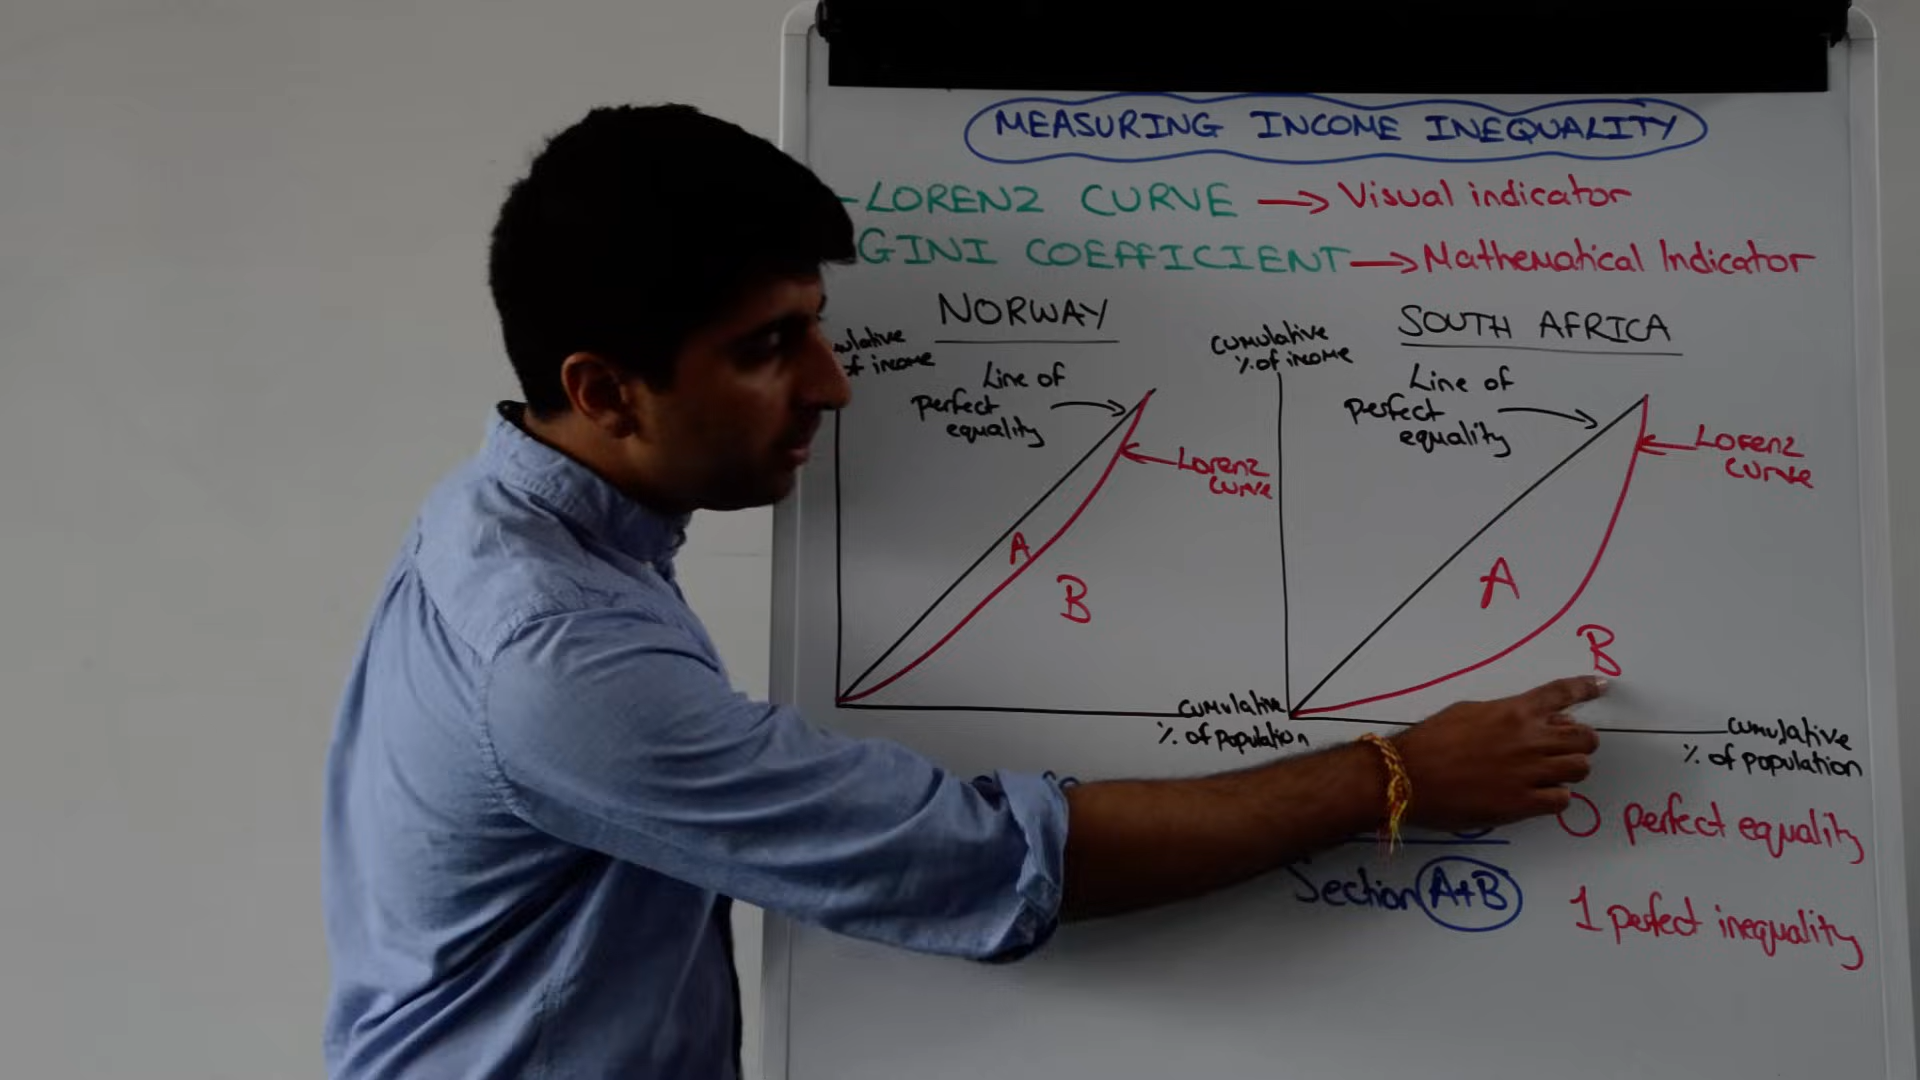 MEASURING INCOME INEQUALITY
-LORENZ CURVE → Visual indicator
GINI COEFFICIENT → Mathematical Indicator
NORWAY
of income
Line of
perfect
equality
Lorenz
curve
A
B
cumulative
% of population
SOUTH AFRICA
cumulative
% of income
Line of
perfect
equality
Lorenz
curve
A
B
cumulative
% of population
Section A+B
0 perfect equality
1 perfect inequality